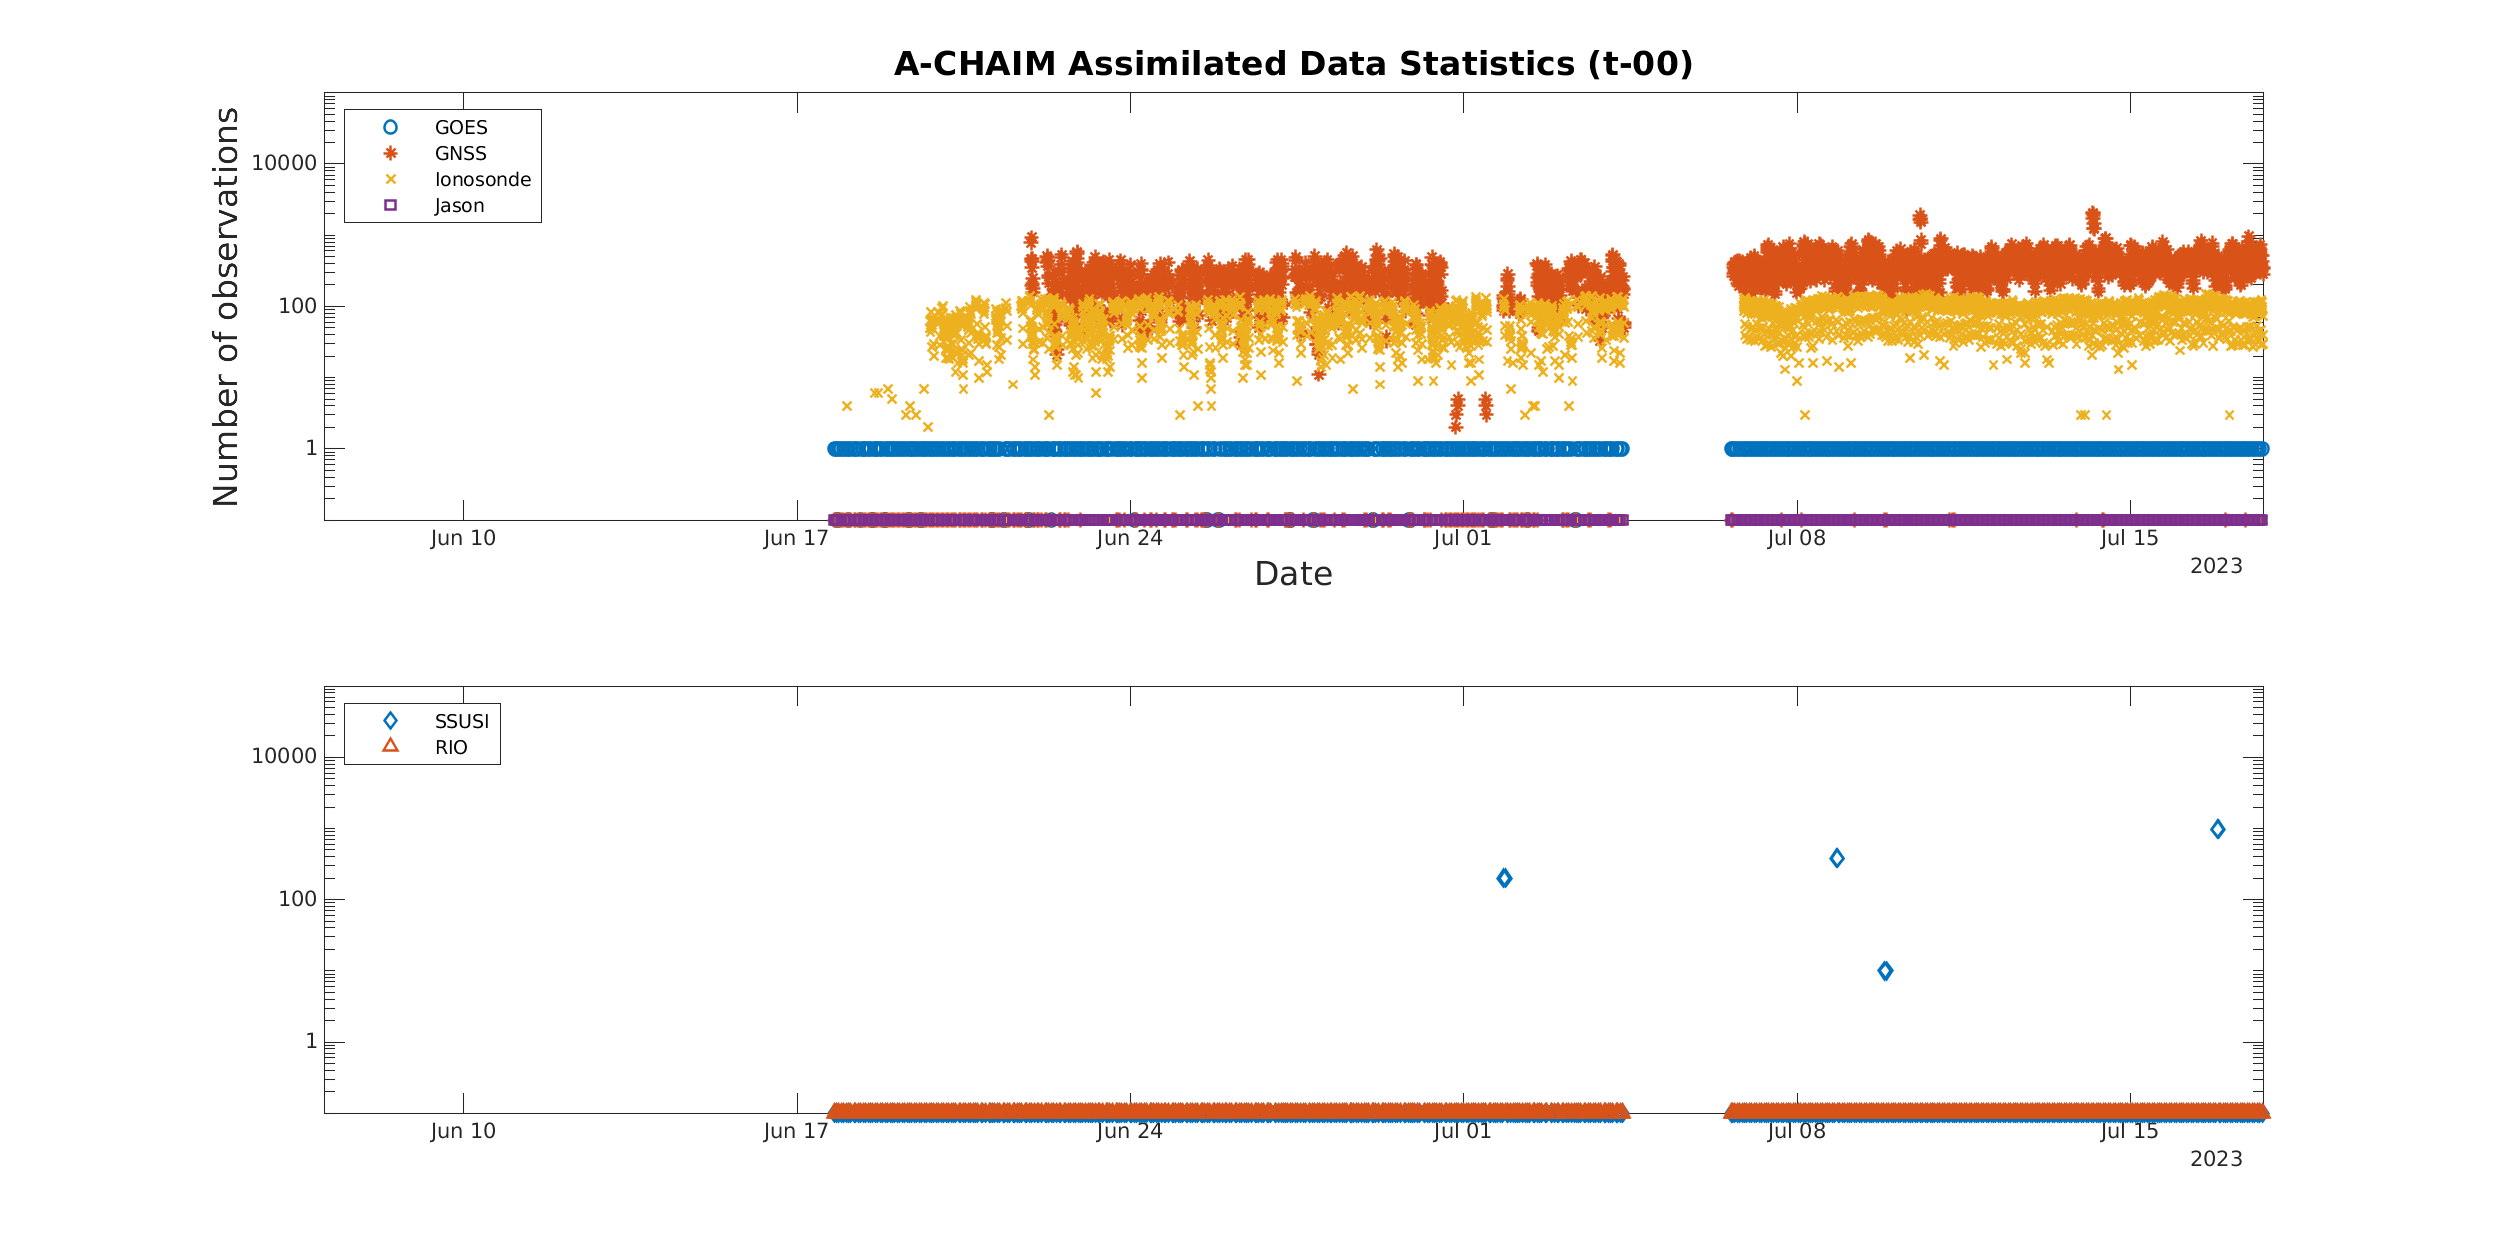 A-CHAIM Assimilated Data Statistics (t-00)
Number of observations
10000
100
1
GOES
GNSS
Ionosonde
Jason
Jun 10
Jun 17
Jun 24
Jul 01
Jul 08
Jul 15
2023
Date
10000
100
1
SSUSI
RIO
Jun 10
Jun 17
Jun 24
Jul 01
Jul 08
Jul 15
2023